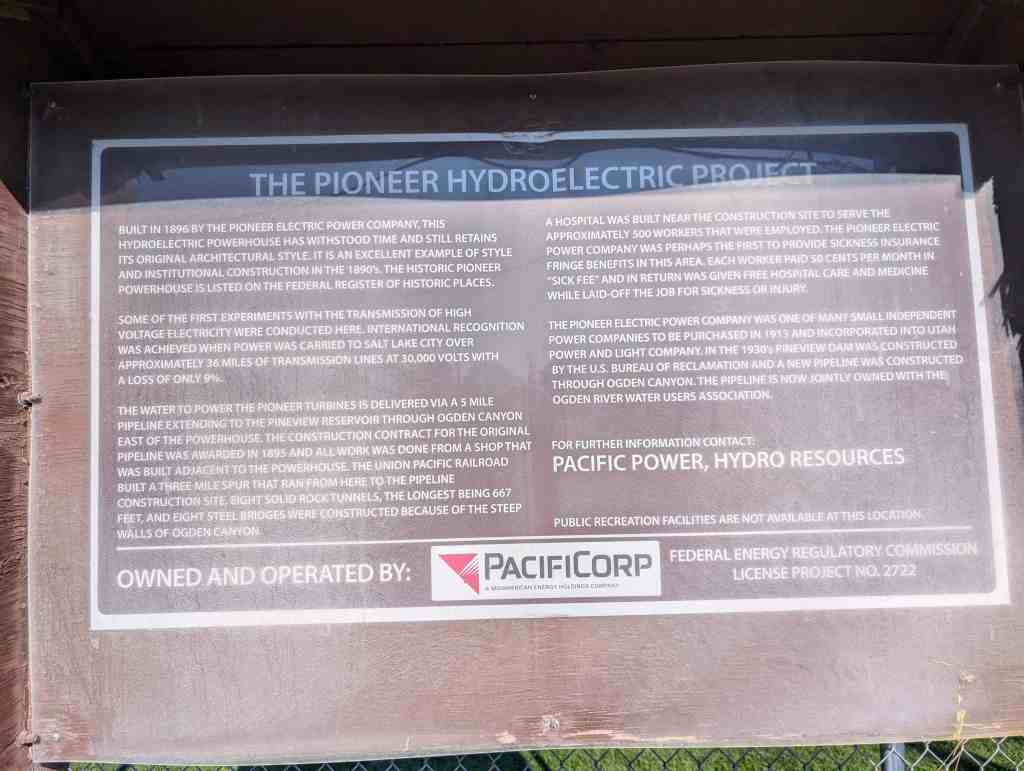 THE PIONEER HYDROELECTRIC PROJECT
BUILT IN 1896 BY THE PIONEER ELECTRIC POWER COMPANY, THIS
HYDROELECTRIC POWERHOUSE HAS WITHSTOOD TIME AND STILL RETAINS
ITS ORIGINAL ARCHITECTURAL STYLE. IT IS AN EXCELLENT EXAMPLE OF STYLE
AND INSTITUTIONAL CONSTRUCTION IN THE 1890's. THE HISTORIC PIONEER
POWERHOUSE IS LISTED ON THE FEDERAL REGISTER OF HISTORIC PLACES.
SOME OF THE FIRST EXPERIMENTS WITH THE TRANSMISSION OF HIGH
VOLTAGE ELECTRICITY WERE CONDUCTED HERE. INTERNATIONAL RECOGNITION
WAS ACHIEVED WHEN POWER WAS CARRIED TO SALT LAKE CITY OVER
APPROXIMATELY 36 MILES OF TRANSMISSION LINES AT 30,000 VOLTS WITH
A LOSS OF ONLY 9%.
THE WATER TO POWER THE PIONEER TURBINES IS DELIVERED VIA A 5 MILE
PIPELINE EXTENDING TO THE PINEVIEW RESERVOIR THROUGH OGDEN CANYON
EAST OF THE POWERHOUSE. THE CONSTRUCTION CONTRACT FOR THE ORIGINAL
PIPELINE WAS AWARDED IN 1895 AND ALL WORK WAS DONE FROM A SHOP THAT
WAS BUILT ADJACENT TO THE POWERHOUSE. THE UNION PACIFIC RAILROAD
BUILT A THREE MILE SPUR THAT RAN FROM HERE TO THE PIPELINE
CONSTRUCTION SITE. EIGHT SOLID ROCK TUNNELS, THE LONGEST BEING 667
FEET, AND EIGHT STEEL BRIDGES WERE CONSTRUCTED BECAUSE OF THE STEEP
WALLS OF OGDEN CANYON.
A HOSPITAL WAS BUILT NEAR THE CONSTRUCTION SITE TO SERVE THE
APPROXIMATELY 500 WORKERS THAT WERE EMPLOYED. THE PIONEER ELECTRIC
POWER COMPANY WAS PERHAPS THE FIRST TO PROVIDE SICKNESS INSURANCE
FRINGE BENEFITS IN THIS AREA. EACH WORKER PAID 50 CENTS PER MONTH IN
"SICK FEE" AND IN RETURN WAS GIVEN FREE HOSPITAL CARE AND MEDICINE
WHILE LAID-OFF THE JOB FOR SICKNESS OR INJURY.
THE PIONEER ELECTRIC POWER COMPANY WAS ONE OF MANY SMALL INDEPENDENT
POWER COMPANIES TO BE PURCHASED IN 1913 AND INCORPORATED INTO UTAH
POWER AND LIGHT COMPANY. IN THE 1930's PINEVIEW DAM WAS CONSTRUCTED
BY THE U.S. BUREAU OF RECLAMATION AND A NEW PIPELINE WAS CONSTRUCTED
THROUGH OGDEN CANYON. THE PIPELINE IS NOW JOINTLY OWNED WITH THE
OGDEN RIVER WATER USERS ASSOCIATION.
FOR FURTHER INFORMATION CONTACT:
PACIFIC POWER, HYDRO RESOURCES
PUBLIC RECREATION FACILITIES ARE NOT AVAILABLE AT THIS LOCATION.
OWNED AND OPERATED BY:
PACIFICORP
A MIDAMERICAN ENERGY HOLDINGS COMPANY
FEDERAL ENERGY REGULATORY COMMISSION
LICENSE PROJECT NO. 2722